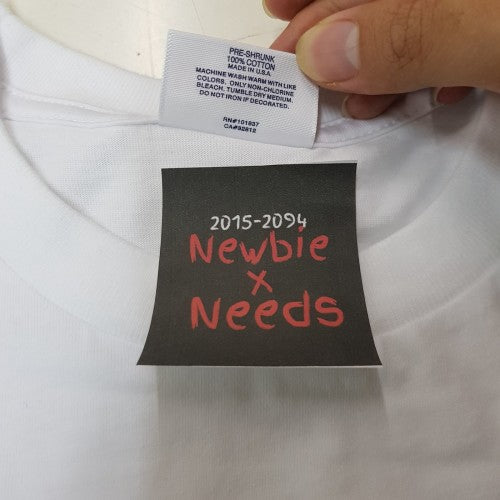 PRE-SHRUNK
100% COTTON
MADE IN U.S.A
MACHINE WASH WARM WITH LIKE
COLORS. ONLY NON-CHLORINE
BLEACH. TUMBLE DRY MEDIUM.
DO NOT IRON IF DECORATED.
RN#101837
CA#32812
2015-2094
Newbie
x
Needs